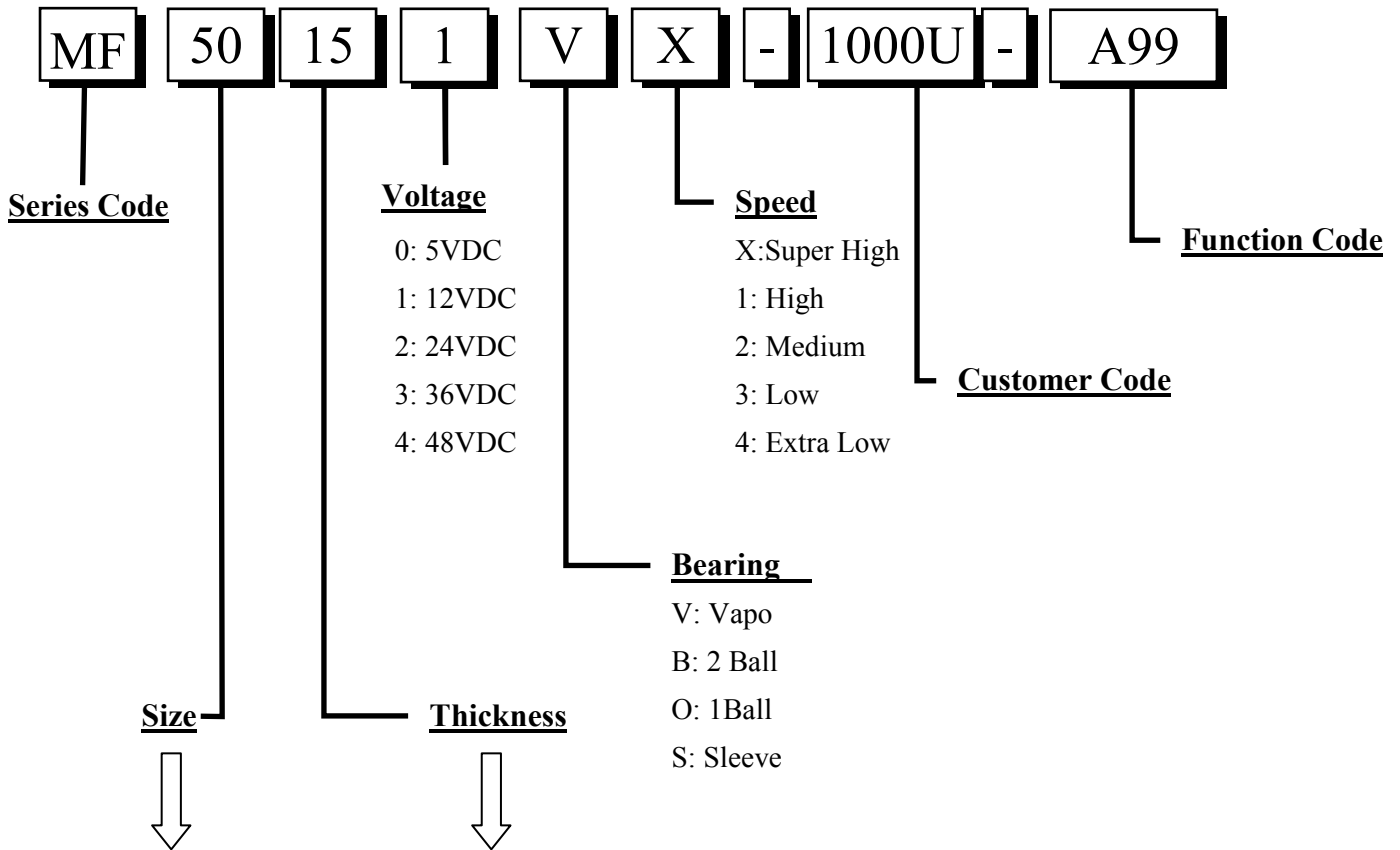 MF 50 15 1 V X - 1000U - A99
Series Code
Voltage
0: 5VDC
1: 12VDC
2: 24VDC
3: 36VDC
4: 48VDC
Speed
X:Super High
1: High
2: Medium
3: Low
4: Extra Low
Function Code
Customer Code
Bearing
V: Vapo
B: 2 Ball
O: 1Ball
S: Sleeve
Size
Thickness